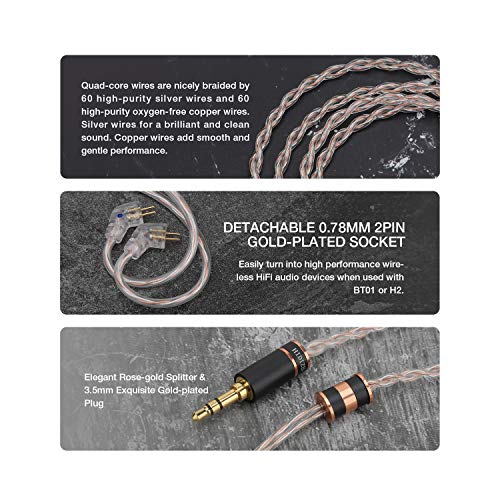 Quad-core wires are nicely braided by
60 high-purity silver wires and 60
high-purity oxygen-free copper wires.
Silver wires for a brilliant and clean
sound. Copper wires add smooth and
gentle performance.
DETACHABLE 0.78MM 2PIN
GOLD-PLATED SOCKET
Easily turn into high performance wire-
less HiFi audio devices when used with
BT01 or H2.
Elegant Rose-gold Splitter &
3.5mm Exquisite Gold-plated
Plug